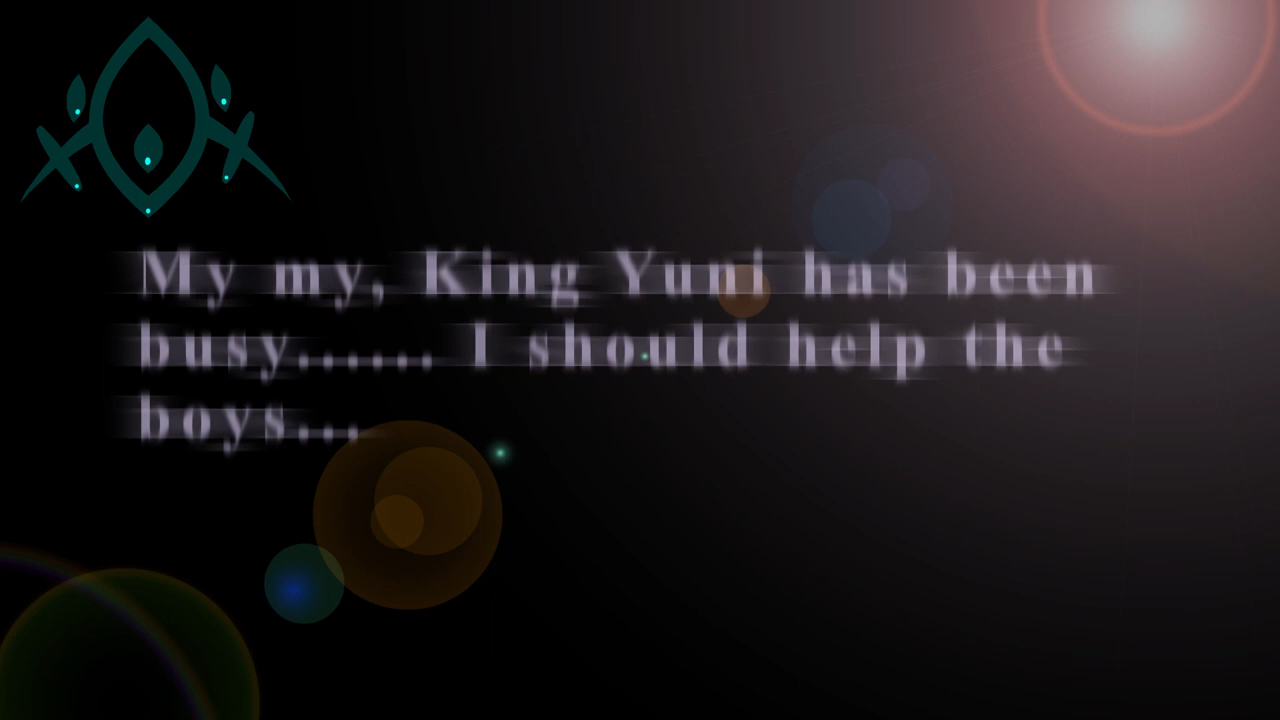 My my, King Yuni has been
busy...... I should help the
boys...